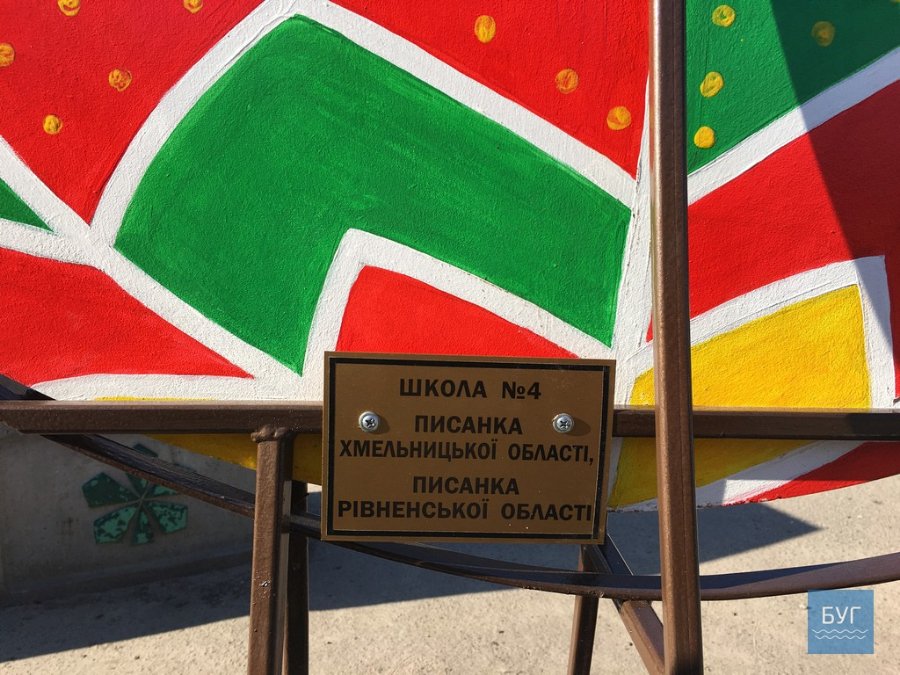 ШКОЛА №4
ПИСАНКА
ХМЕЛЬНИЦЬКОЇ ОБЛАСТІ,
ПИСАНКА
РІВНЕНСЬКОЇ ОБЛАСТІ
БУГ